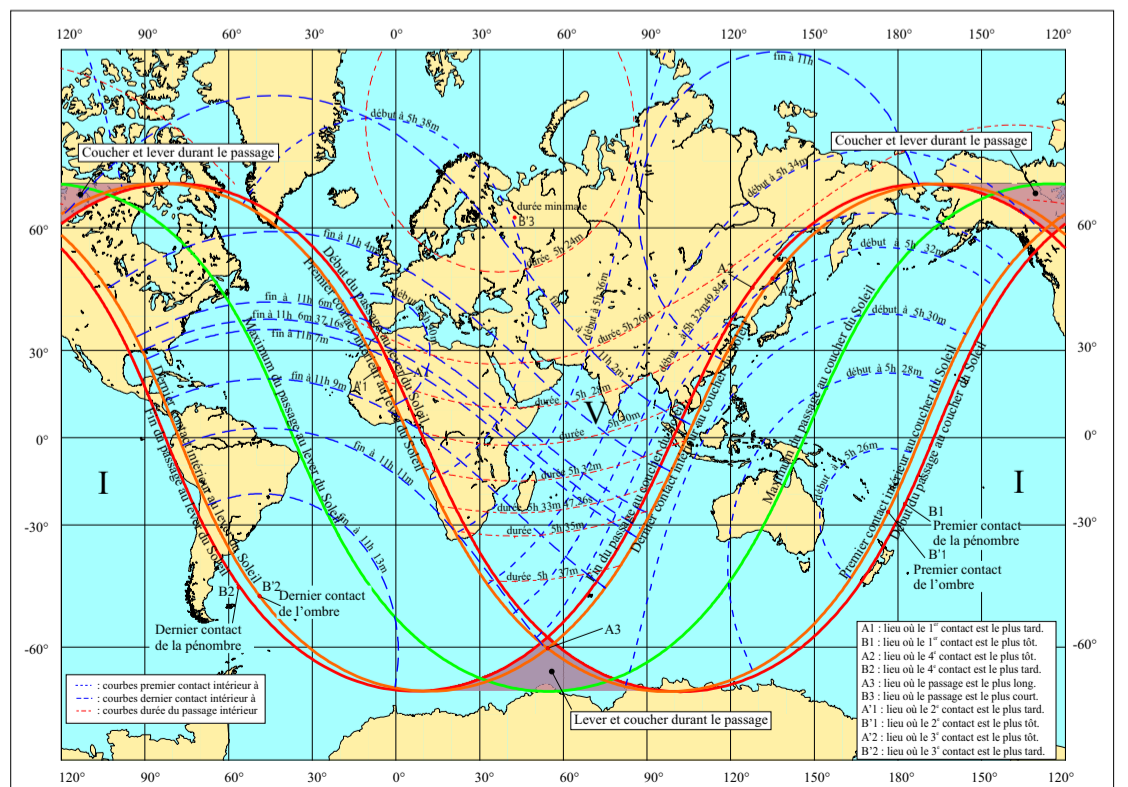 120° 90° 60° 30° 0° 30° 60° 90° 120° 150° 180° 150° 120°
fin à 11h
début à 5h 38m
Coucher et lever durant le passage
Coucher et lever durant le passage
début à 5h 34m
durée minimale
B'3
60°
60°
fin à 11h 4m
durée 5h 24m
début à 5h 32m
A2
Premier contact intérieur au lever du Soleil
Début du passage au lever du Soleil
début à 5h 36m
fin à 11h 2m
fin à 11h 6m
fin à 11h 6m 37,16s
fin à 11h 7m
durée 5h 26m
début à 5h 30m
30°
30°
fin à 11h 9m
A'1
A1
durée 5h 28m
début à 5h 28m
V
durée 5h 30m
0°
0°
Maximum du passage au lever du Soleil
Dernier contact intérieur au lever du Soleil
Fin du passage au lever du Soleil
Fin du passage au coucher du Soleil
Dernier contact intérieur au coucher du Soleil
Maximum du passage au coucher du Soleil
Premier contact intérieur au coucher du Soleil
Début du passage au coucher du Soleil
fin à 11h 11m
début à 5h 26m
I
I
durée 5h 32m
durée 5h 33m 47,26s
-30°
-30°
durée 5h 35m
fin à 11h 13m
B1
Premier contact
de la pénombre
B'1
Premier contact
de l'ombre
durée 5h 37m
B2
B'2
Dernier contact
de l'ombre
Dernier contact
de la pénombre
A3
-60°
-60°
: courbes premier contact intérieur à
: courbes dernier contact intérieur à
: courbes durée du passage intérieur
Lever et coucher durant le passage
A1 : lieu où le 1er contact est le plus tard.
B1 : lieu où le 1er contact est le plus tôt.
A2 : lieu où le 4e contact est le plus tôt.
B2 : lieu où le 4e contact est le plus tard.
A3 : lieu où le passage est le plus long.
B3 : lieu où le passage est le plus court.
A'1 : lieu où le 2e contact est le plus tard.
B'1 : lieu où le 2e contact est le plus tôt.
A'2 : lieu où le 3e contact est le plus tôt.
B'2 : lieu où le 3e contact est le plus tard.
120° 90° 60° 30° 0° 30° 60° 90° 120° 150° 180° 150° 120°